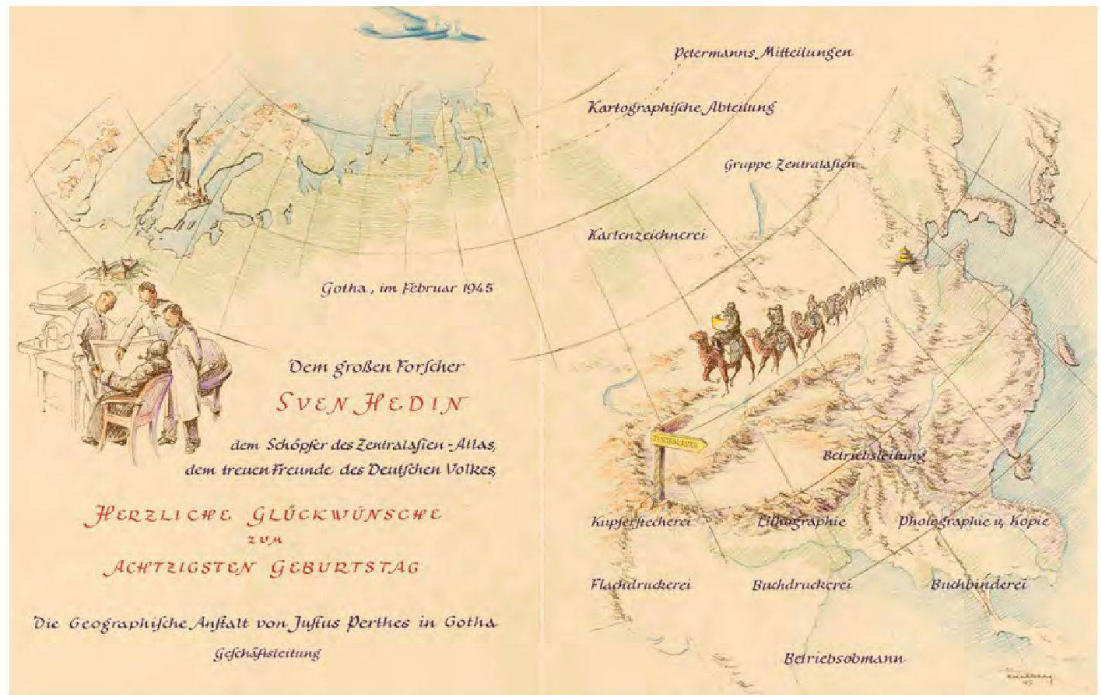 Gotha, im Februar 1945
Dem großen Forscher
SVEN HEDIN
dem Schöpfer des Zentralasien-Atlas,
dem treuen Freunde des Deutschen Volkes,
HERZLICHE GLÜCKWÜNSCHE
ZUM
ACHTZIGSTEN GEBURTSTAG
Die Geographische Anstalt von Justus Perthes in Gotha
Geschäftsleitung
Petermanns Mitteilungen
Kartographische Abteilung
Gruppe Zentralasien
Kartenzeichnerei
Betriebsleitung
Kupferstecherei Lithographie Photographie u. Kopie
Flachdruckerei Buchdruckerei Buchbinderei
Betriebsobmann